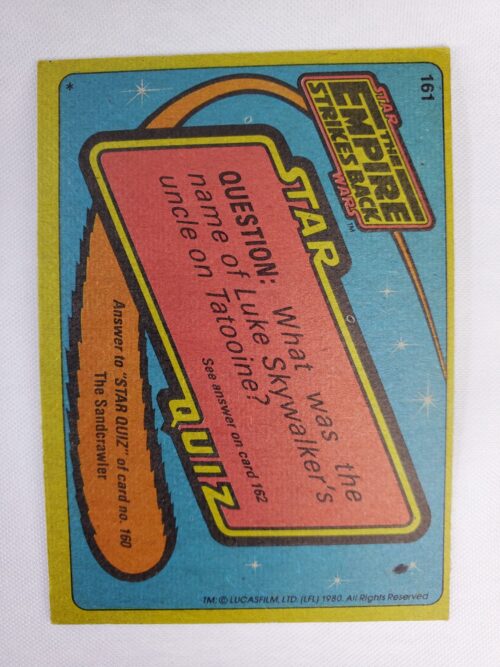 161
STAR
THE
EMPIRE
STRIKES BACK
WARS™
STAR
QUESTION: What was the
name of Luke Skywalker's
uncle on Tatooine?
See answer on card 162
QUIZ
Answer to "STAR QUIZ" of card no. 160
The Sandcrawler
*
TM: © LUCASFILM, LTD. (LFL) 1980. All Rights Reserved